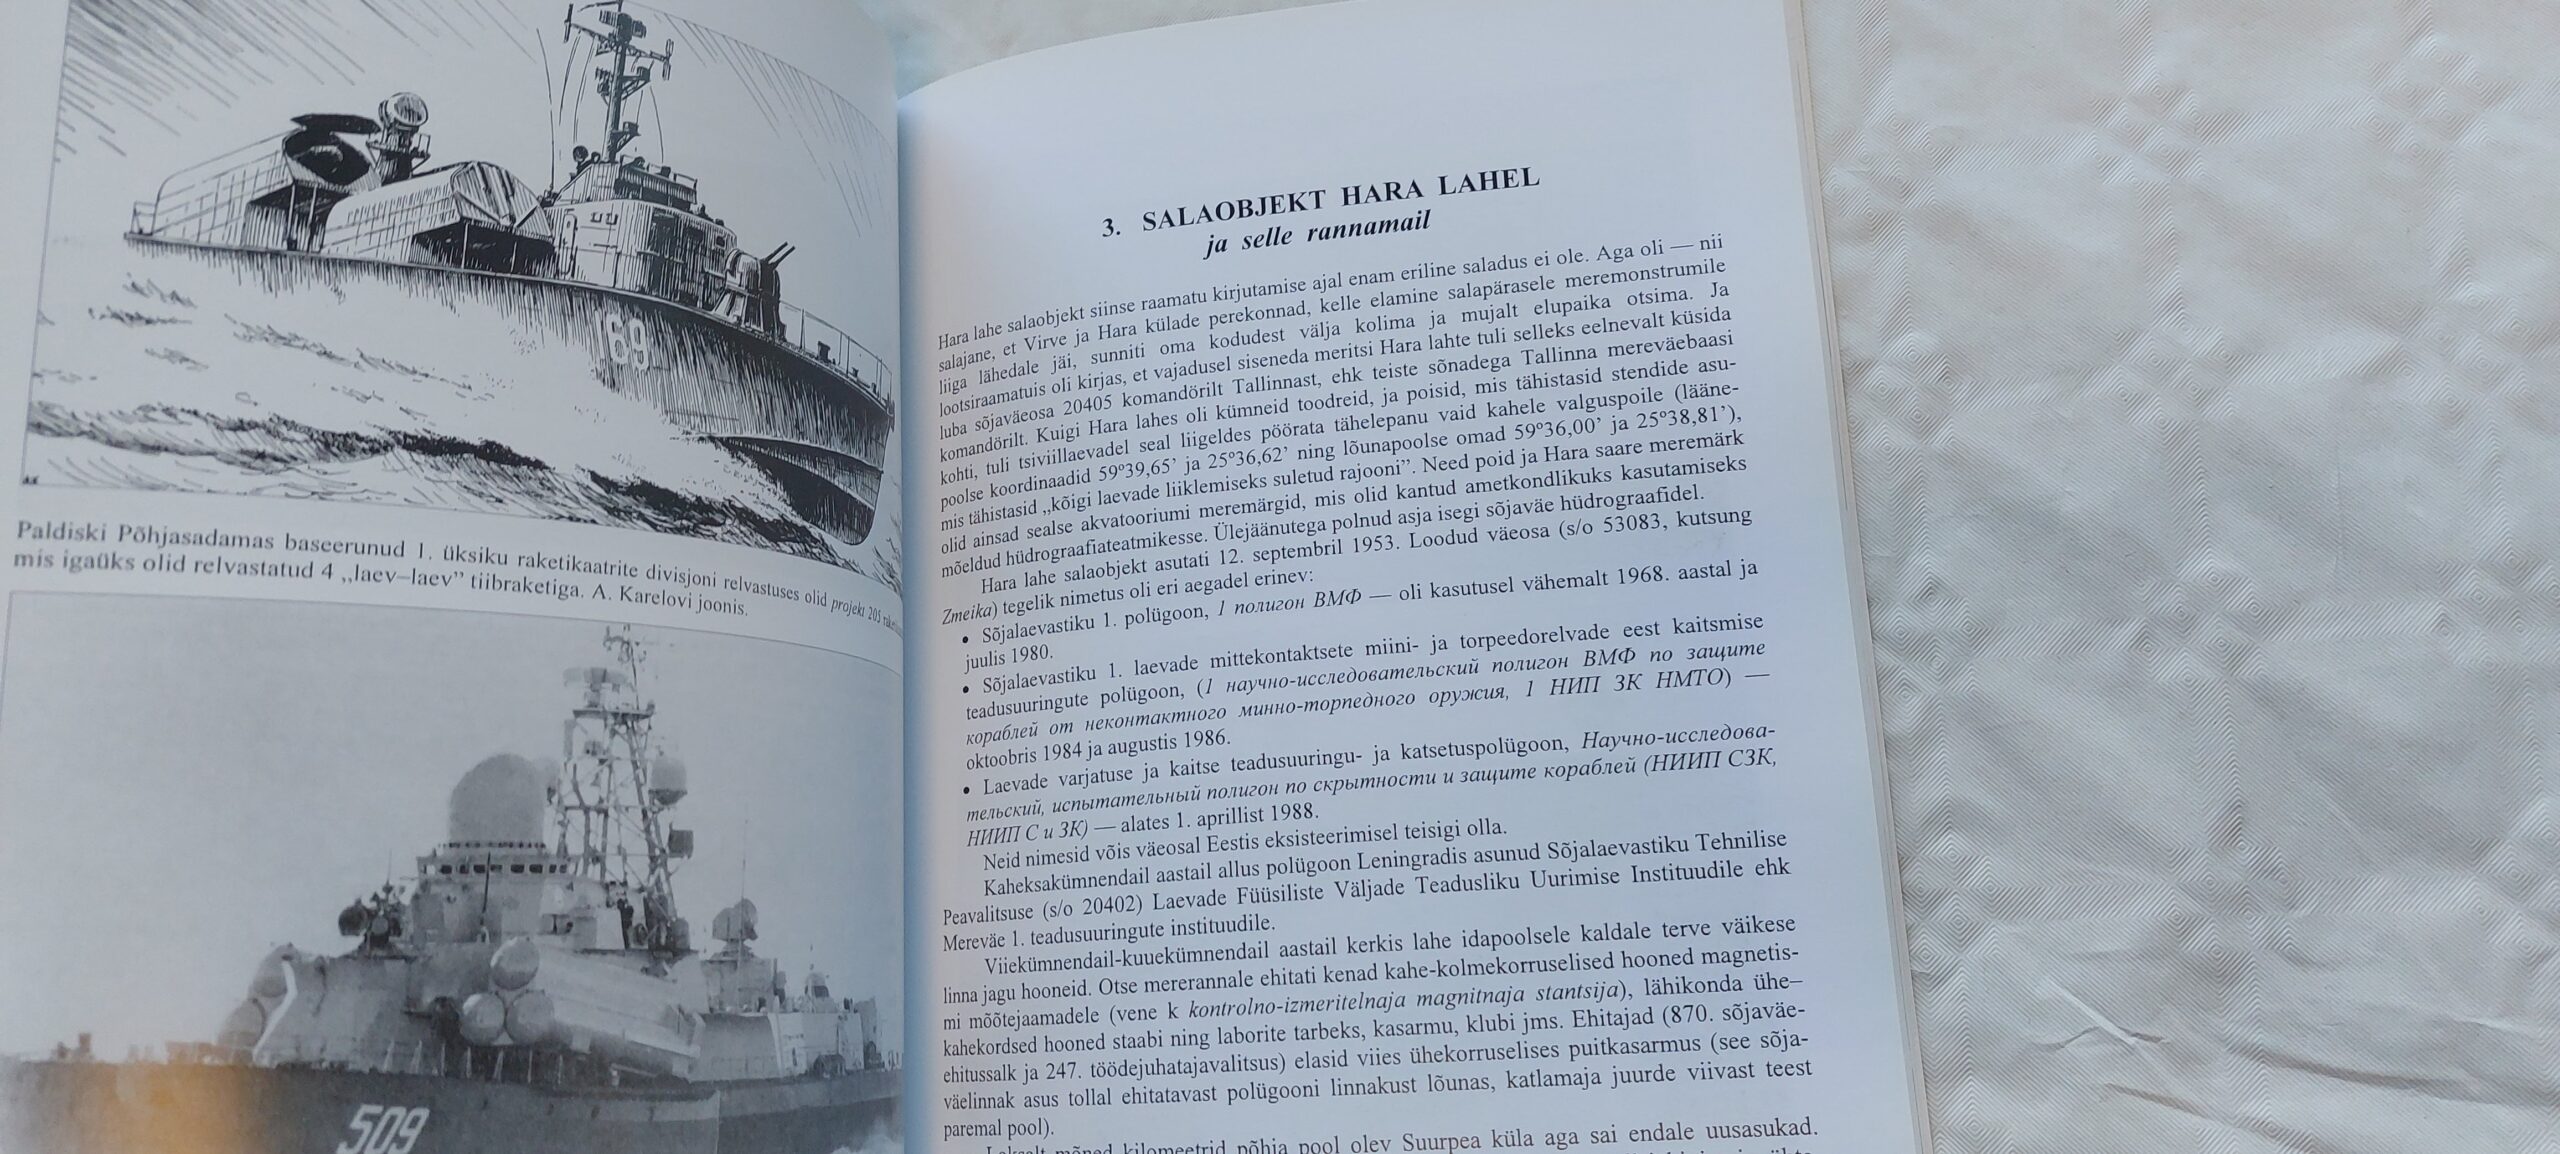 69
Paldiski Põhjasadamas baseerunud 1. üksiku raketikaatrite divisjoni relvastuses olid projekt 205
mis igaüks olid relvastatud 4 „laev–laev” tiibraketiga. A. Karelovi joonis.
509
3. SALAOBJEKT HARA LAHEL
ja selle rannamail
Hara lahe salaobjekt siinse raamatu kirjutamise ajal enam eriline saladus ei ole. Aga oli — nii
salajane, et Virve ja Hara külade perekonnad, kelle elamine salapärasele meremonstrumile
liiga lähedale jäi, sunniti oma kodudest välja kolima ja mujalt elupaika otsima. Ja
lootsiraamatuis oli kirjas, et vajadusel siseneda meritsi Hara lahte tuli selleks eelnevalt küsida
luba sõjaväeosa 20405 komandörilt Tallinnast, ehk teiste sõnadega Tallinna mereväebaasi
komandörilt. Kuigi Hara lahes oli kümneid toodreid, ja poisid, mis tähistasid stendide asu-
kohti, tuli tsiviillaevadel seal liigeldes pöörata tähelepanu vaid kahele valguspoile (lääne-
poolse koordinaadid 59º39,65’ ja 25º36,62’ ning lõunapoolse omad 59º36,00’ ja 25º38,81’),
mis tähistasid „kõigi laevade liiklemiseks suletud rajooni”. Need poid ja Hara saare meremärk
olid ainsad sealse akvatooriumi meremärgid, mis olid kantud ametkondlikuks kasutamiseks
mõeldud hüdrograafiateatmikesse. Ülejäänutega polnud asja isegi sõjaväe hüdrograafidel.
Hara lahe salaobjekt asutati 12. septembril 1953. Loodud väeosa (s/o 53083, kutsung
Zmeika) tegelik nimetus oli eri aegadel erinev:
• Sõjalaevastiku 1. polügoon, 1 полигон ВМФ — oli kasutusel vähemalt 1968. aastal ja
juulis 1980.
• Sõjalaevastiku 1. laevade mittekontaktsete miini- ja torpeedorelvade eest kaitsmise
teadusuuringute polügoon, (1 научно-исследовательский полигон ВМФ по защите
кораблей от неконтактного минно-торпедного оружия, 1 НИП ЗК НМТО) —
oktoobris 1984 ja augustis 1986.
• Laevade varjatuse ja kaitse teadusuuringu- ja katsetuspolügoon, Научно-исследова-
тельский, испытательный полигон по скрытности и защите кораблей (НИИП СЗК,
НИИП С и ЗК) — alates 1. aprillist 1988.
Neid nimesid võis väeosal Eestis eksisteerimisel teisigi olla.
Kaheksakümnendail aastail allus polügoon Leningradis asunud Sõjalaevastiku Tehnilise
Peavalitsuse (s/o 20402) Laevade Füüsiliste Väljade Teadusliku Uurimise Instituudile ehk
Mereväe 1. teadusuuringute instituudile.
Viiekümnendail-kuuekümnendail aastail kerkis lahe idapoolsele kaldale terve väikese
linna jagu hooneid. Otse mererannale ehitati kenad kahe-kolmekorruselised hooned magnetis-
mi mõõtejaamadele (vene k kontrolno-izmeritelnaja magnitnaja stantsija), lähikonda ühe–
kahekordsed hooned staabi ning laborite tarbeks, kasarmu, klubi jms. Ehitajad (870. sõjaväe-
ehitussalk ja 247. töödejuhatajavalitsus) elasid viies ühekorruselises puitkasarmus (see sõja-
väelinnak asus tollal ehitatavast polügooni linnakust lõunas, katlamaja juurde viivast teest
paremal pool).
mõned kilomeetrid põhja pool olev Suurpea küla aga sai endale uusasukad.